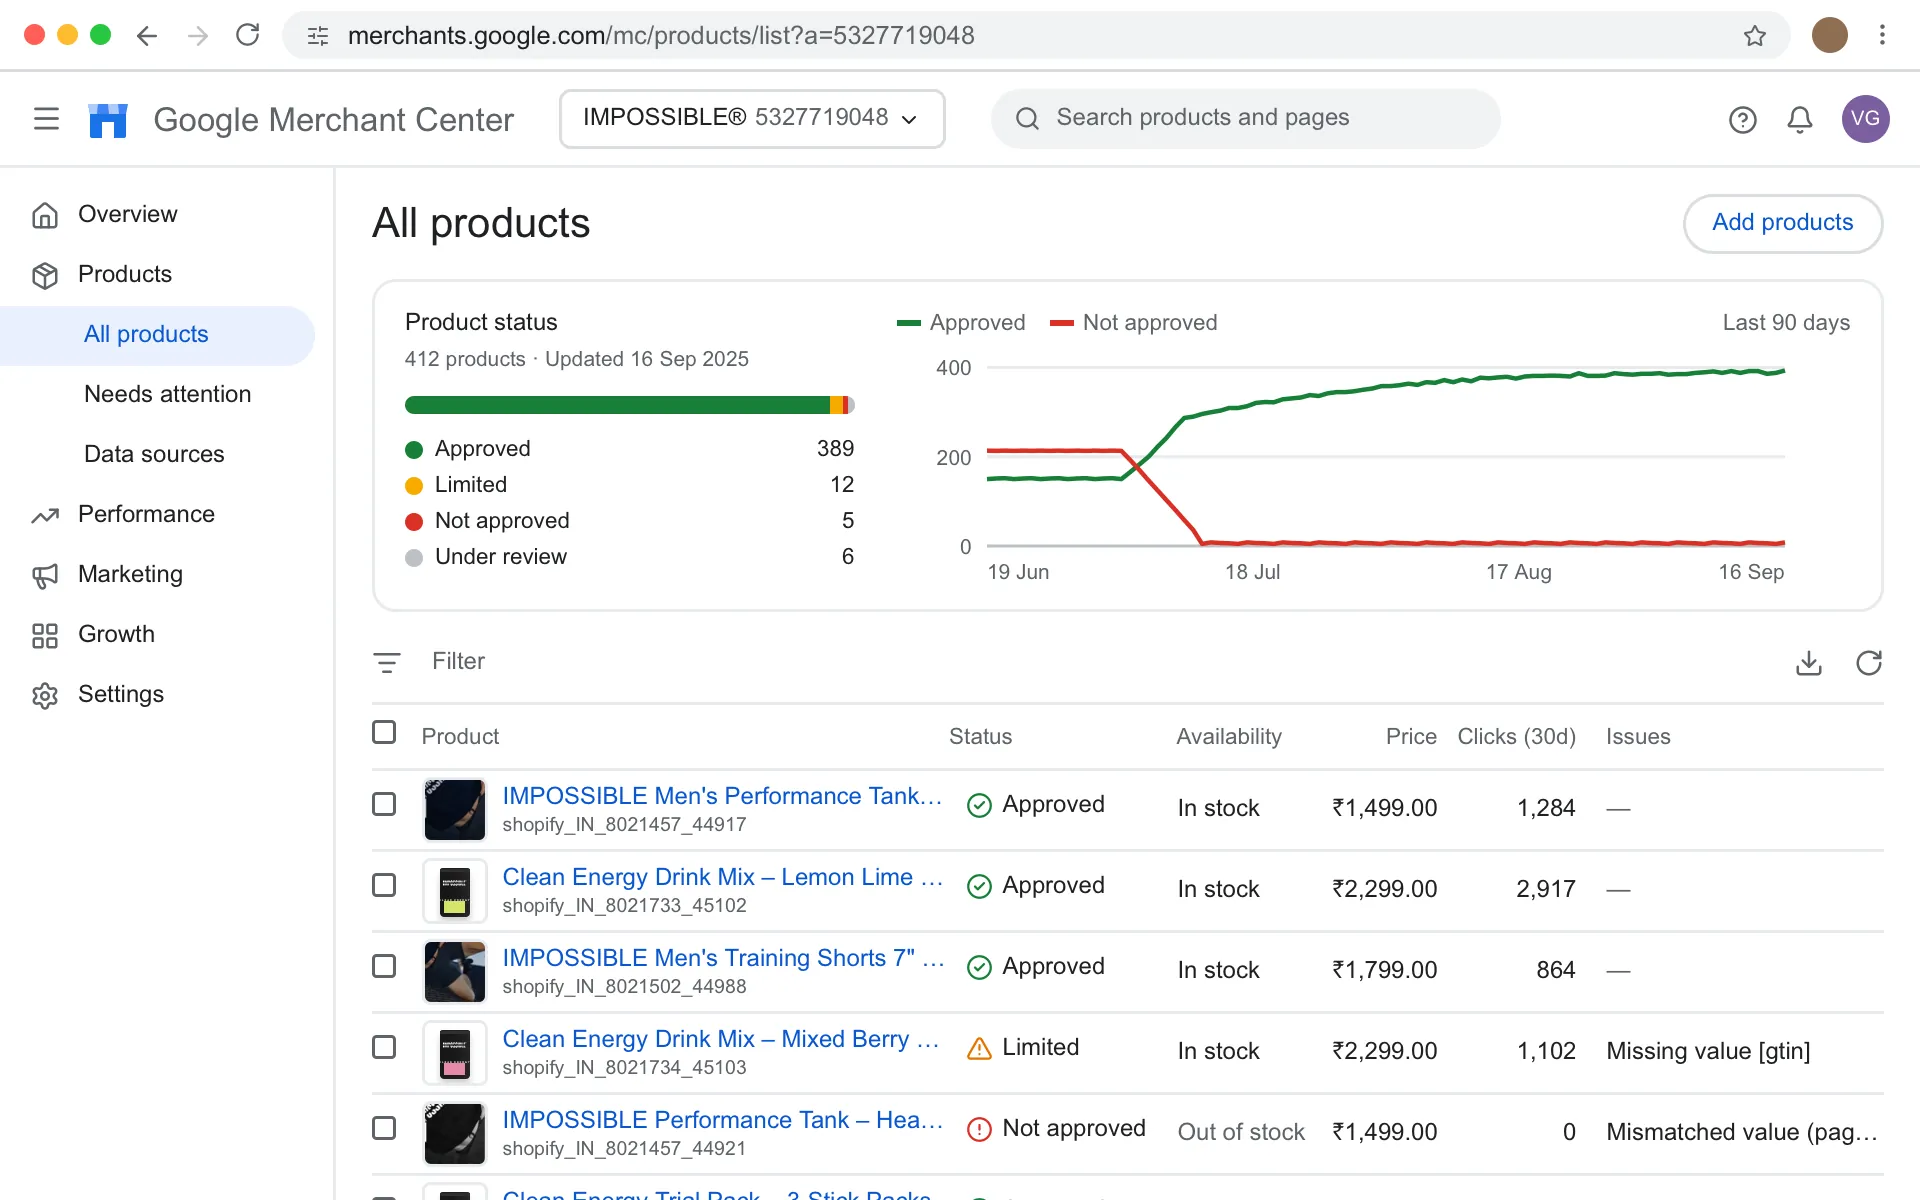 merchants.google.com/mc/products/list?a=5327719048
Google Merchant Center
IMPOSSIBLE® 5327719048
Search products and pages
VG
Overview
Products
All products
Needs attention
Data sources
Performance
Marketing
Growth
Settings
All products
Add products
Product status
412 products · Updated 16 Sep 2025
Approved 389
Limited 12
Not approved 5
Under review 6
Approved Not approved
Last 90 days
400
200
0
19 Jun 18 Jul 17 Aug 16 Sep
Filter
Product Status Availability Price Clicks (30d) Issues
IMPOSSIBLE Men's Performance Tank… Approved In stock ₹1,499.00 1,284 —
shopify_IN_8021457_44917
Clean Energy Drink Mix – Lemon Lime … Approved In stock ₹2,299.00 2,917 —
shopify_IN_8021733_45102
IMPOSSIBLE Men's Training Shorts 7" … Approved In stock ₹1,799.00 864 —
shopify_IN_8021502_44988
Clean Energy Drink Mix – Mixed Berry … Limited In stock ₹2,299.00 1,102 Missing value [gtin]
shopify_IN_8021734_45103
IMPOSSIBLE Performance Tank – Hea… Not approved Out of stock ₹1,499.00 0 Mismatched value (pag…
shopify_IN_8021457_44921
Clean Energy Trial Pack – 3 Stick Packs